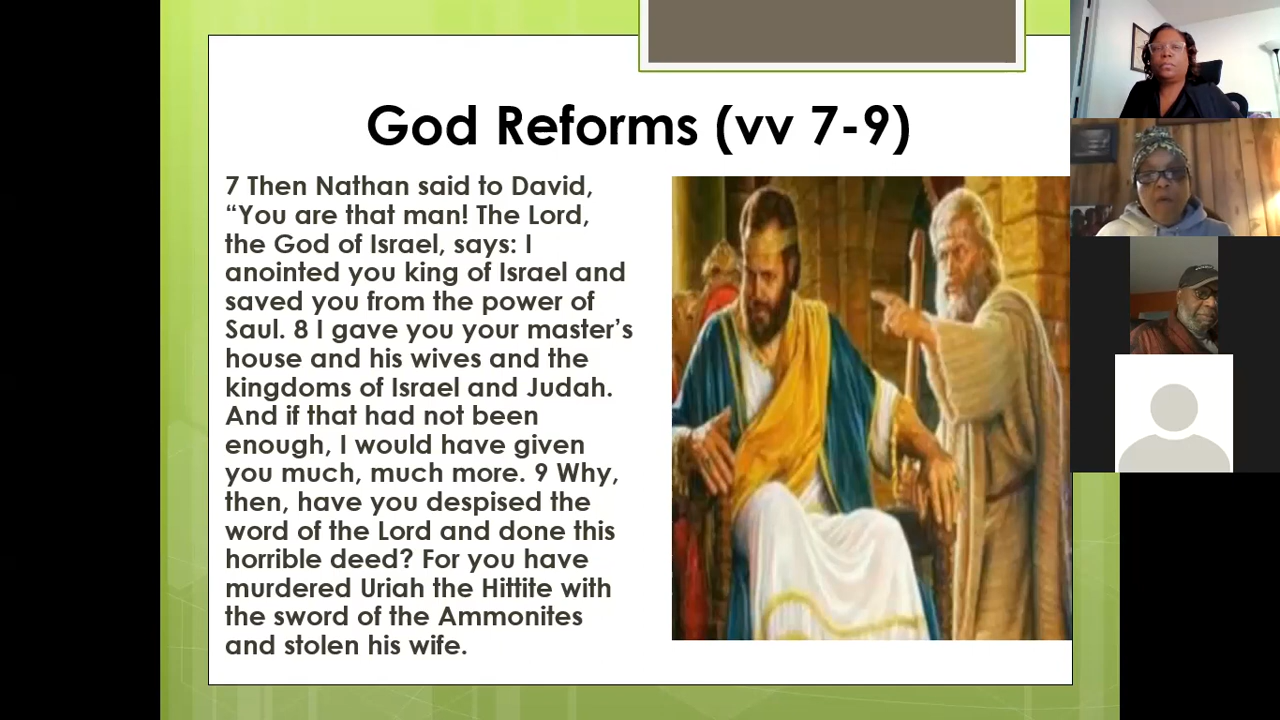 God Reforms (vv 7-9)
7 Then Nathan said to David,
“You are that man! The Lord,
the God of Israel, says: I
anointed you king of Israel and
saved you from the power of
Saul. 8 I gave you your master’s
house and his wives and the
kingdoms of Israel and Judah.
And if that had not been
enough, I would have given
you much, much more. 9 Why,
then, have you despised the
word of the Lord and done this
horrible deed? For you have
murdered Uriah the Hittite with
the sword of the Ammonites
and stolen his wife.